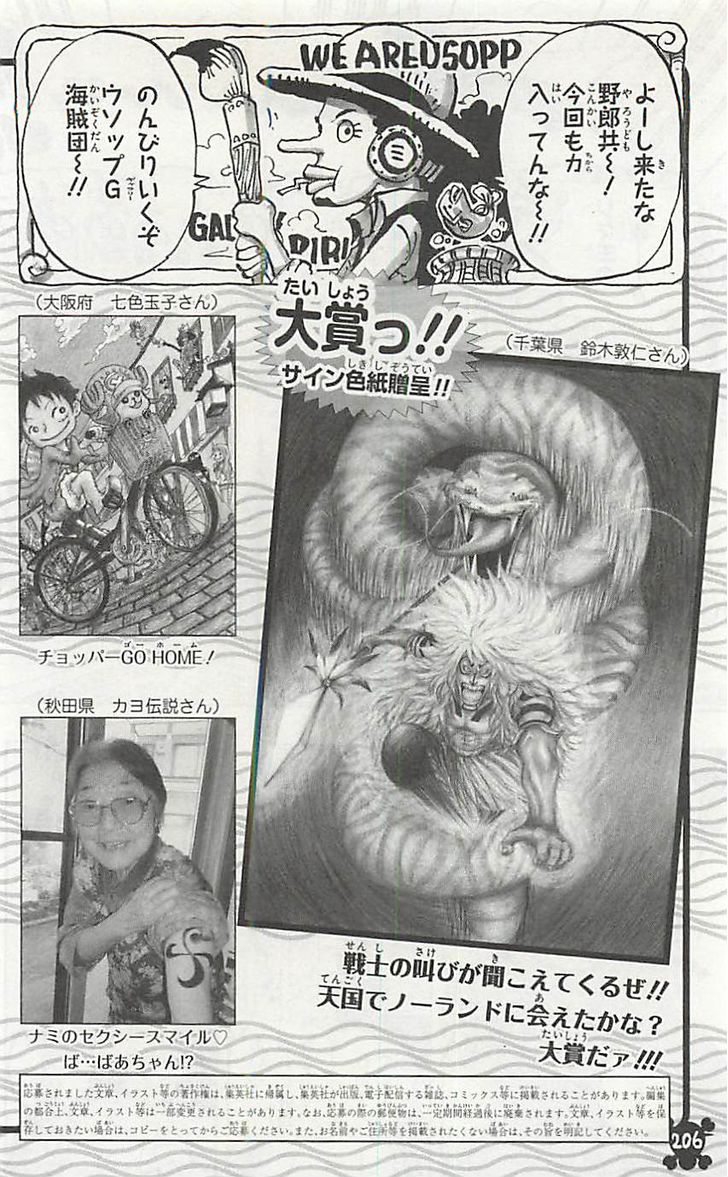 WE ARE USOPP
よーし来たな
野郎共〜！
今回も力
入ってんな〜!!
のんびりいくぞ
ウソップG
海賊団〜!!
（大阪府　七色玉子さん）
大賞っ!!
サイン色紙贈呈!!
（千葉県　鈴木敦仁さん）
チョッパーGO HOME！
（秋田県　カヨ伝説さん）
ナミのセクシースマイル♡
ば…ばあちゃん!?
戦士の叫びが聞こえてくるぜ!!
天国でノーランドに会えたかな？
大賞だァ!!!
応募されました文章、イラスト等の著作権は、集英社に帰属し、集英社が出版、電子配信する雑誌、コミックス等に掲載されることがあります。編集
の都合上、文章、イラスト等は一部変更されることがあります。なお、応募の際の郵便物は、一定期間経過後に廃棄されます。文章、イラスト等を保
存しておきたい場合は、コピーをとってからご応募ください。また、お名前やご住所等を掲載されたくない場合は、その旨を明記してください。
206